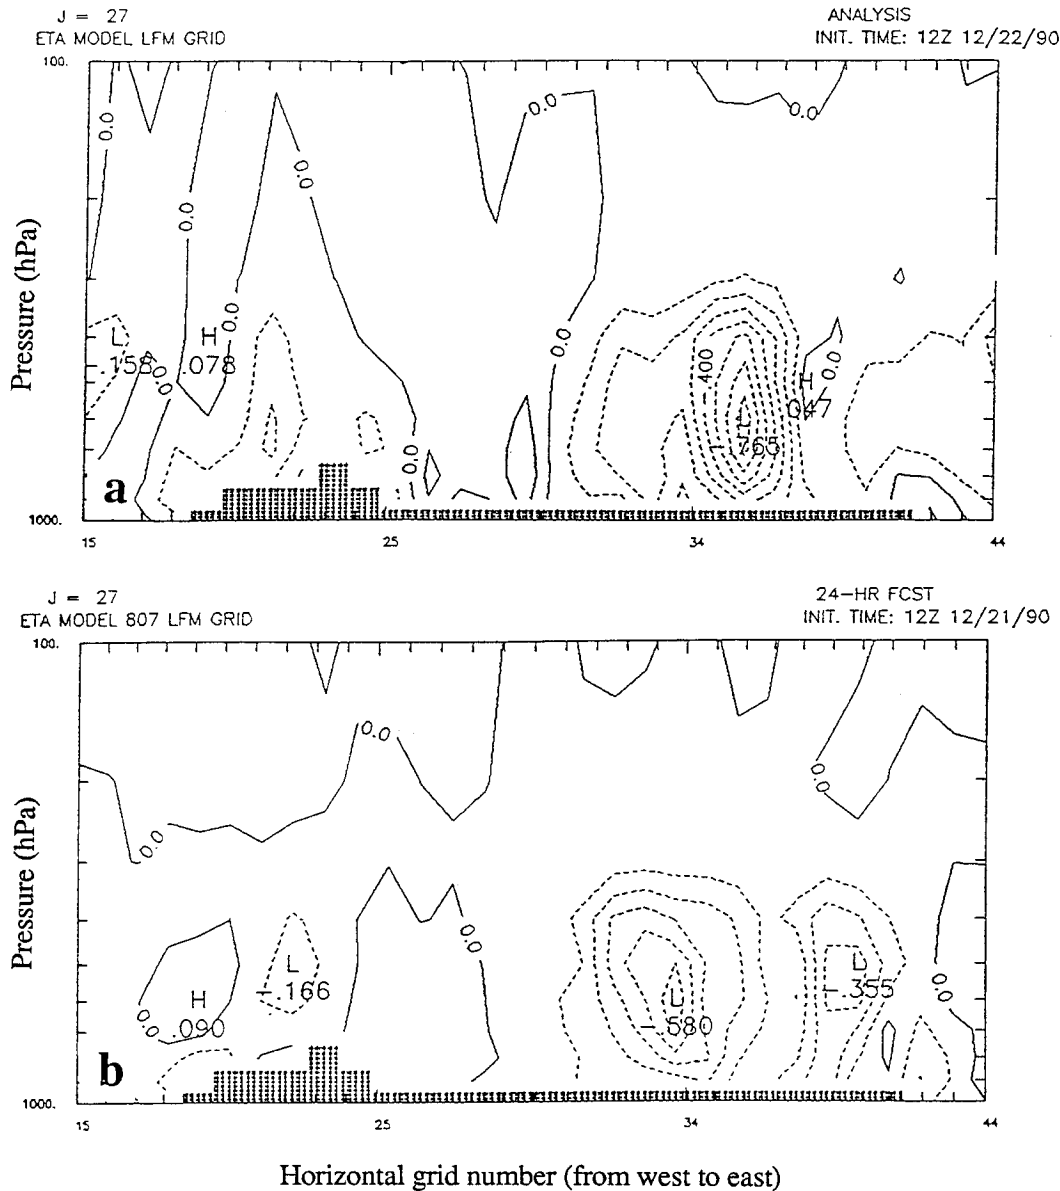 J = 27
ANALYSIS
ETA MODEL LFM GRID
INIT. TIME: 12Z 12/22/90
100.
0.0
0.0
0.0
0.0
0.0
Pressure (hPa)
L
-.158
0.0
H
.078
0.0
0.0
-.400
H
.047
0.0
L
-.765
0.0
a
1000.
15
25
34
44
J = 27
24-HR FCST
ETA MODEL 807 LFM GRID
INIT. TIME: 12Z 12/21/90
100.
0.0
0.0
0.0
Pressure (hPa)
0.0
L
-.166
L
-.355
H
.090
0.0
L
-.580
0.0
b
1000.
15
25
34
44
Horizontal grid number (from west to east)